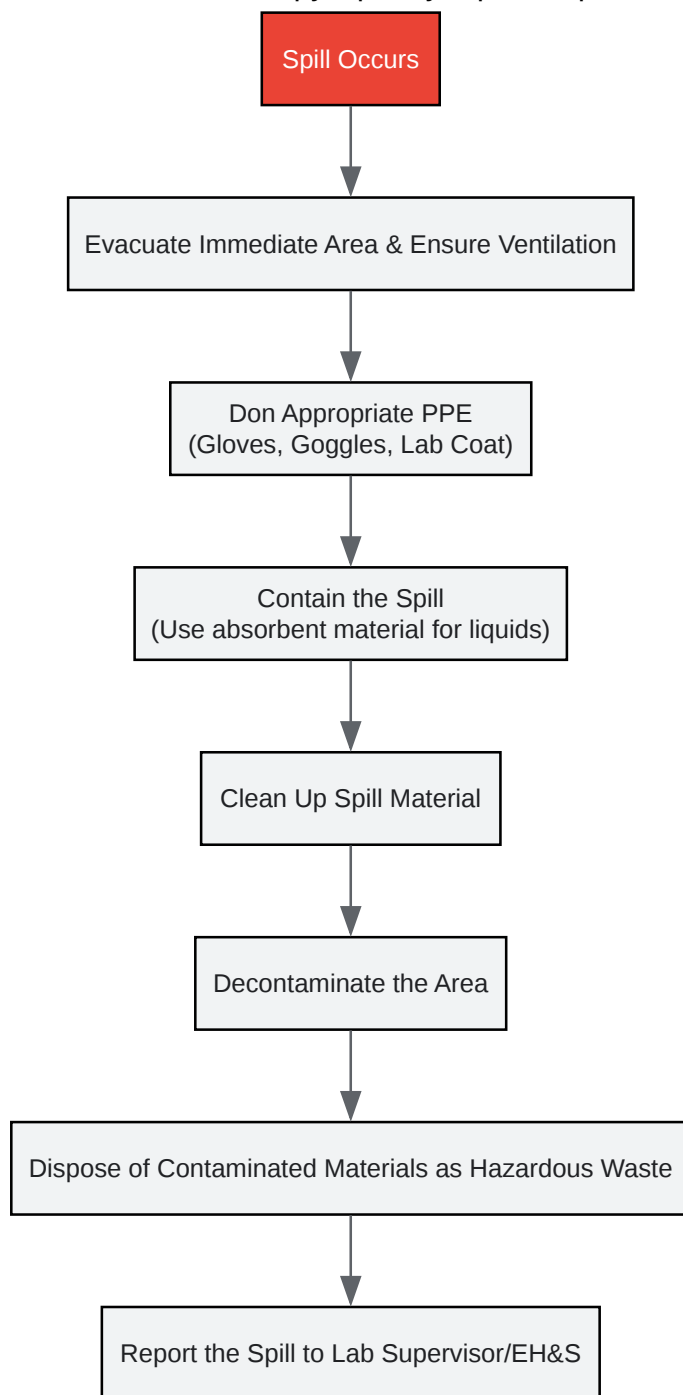 Spill Occurs
Evacuate Immediate Area & Ensure Ventilation
Don Appropriate PPE
(Gloves, Goggles, Lab Coat)
Contain the Spill
(Use absorbent material for liquids)
Clean Up Spill Material
Decontaminate the Area
Dispose of Contaminated Materials as Hazardous Waste
Report the Spill to Lab Supervisor/EH&S